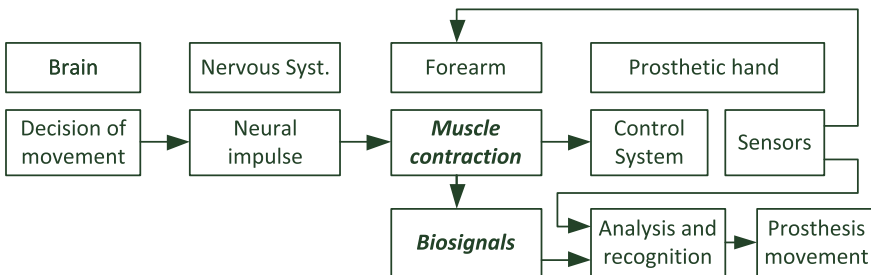 Brain
Nervous Syst.
Forearm
Prosthetic hand
Decision of
movement
Neural
impulse
Muscle
contraction
Control
System
Sensors
Biosignals
Analysis and
recognition
Prosthesis
movement